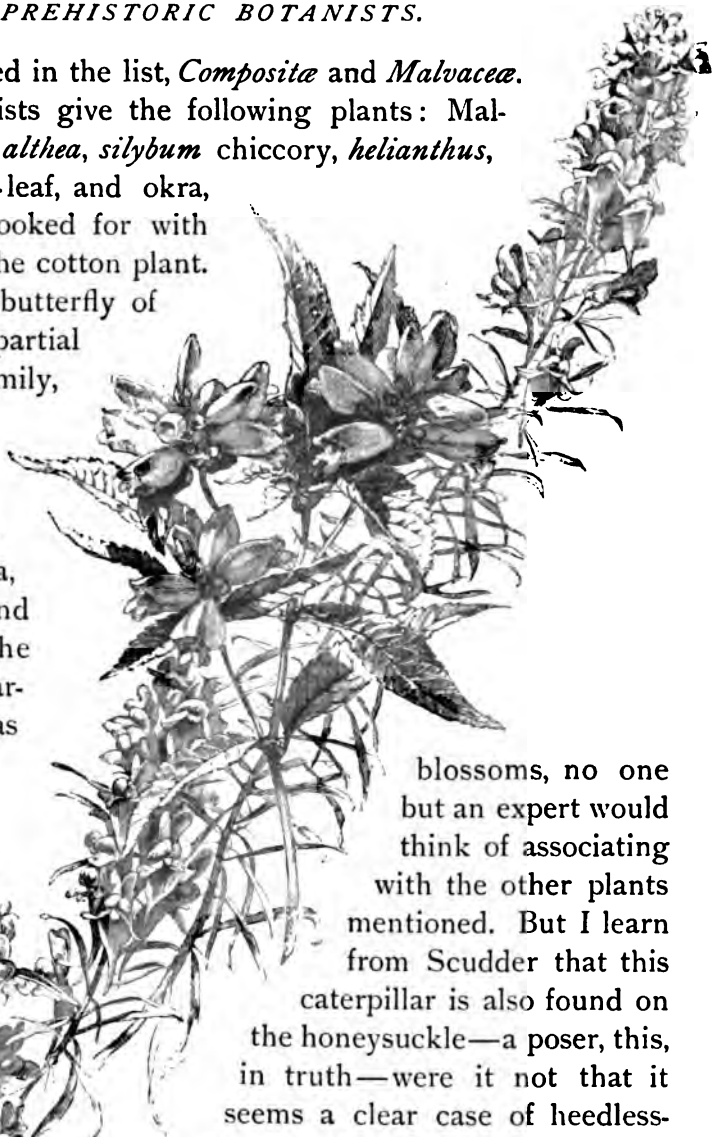 PREHISTORIC BOTANISTS.
ed in the list, Compositæ and Malvaceæ.
ists give the following plants: Mal-
althea, silybum chiccory, helianthus,
-leaf, and okra,
ooked for with
he cotton plant.
butterfly of
partial
mily,
a,
nd
he
ar-
as
blossoms, no one
but an expert would
think of associating
with the other plants
mentioned. But I learn
from Scudder that this
caterpillar is also found on
the honeysuckle—a poser, this,
in truth—were it not that it
seems a clear case of heedless-